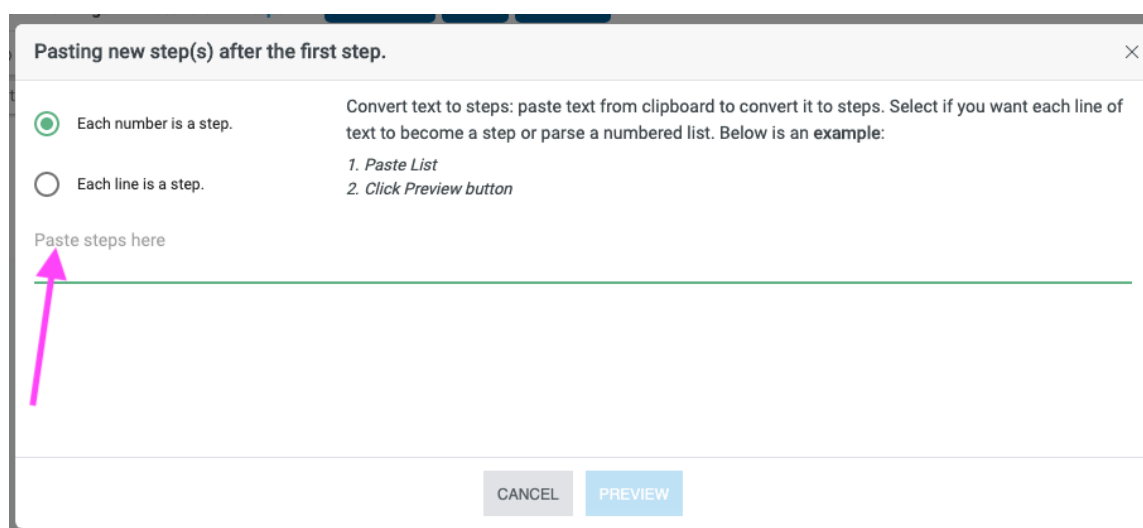 Pasting new step(s) after the first step.
Each number is a step.
Convert text to steps: paste text from clipboard to convert it to steps. Select if you want each line of
text to become a step or parse a numbered list. Below is an example:
1. Paste List
2. Click Preview button
Each line is a step.
Paste steps here
CANCEL
PREVIEW